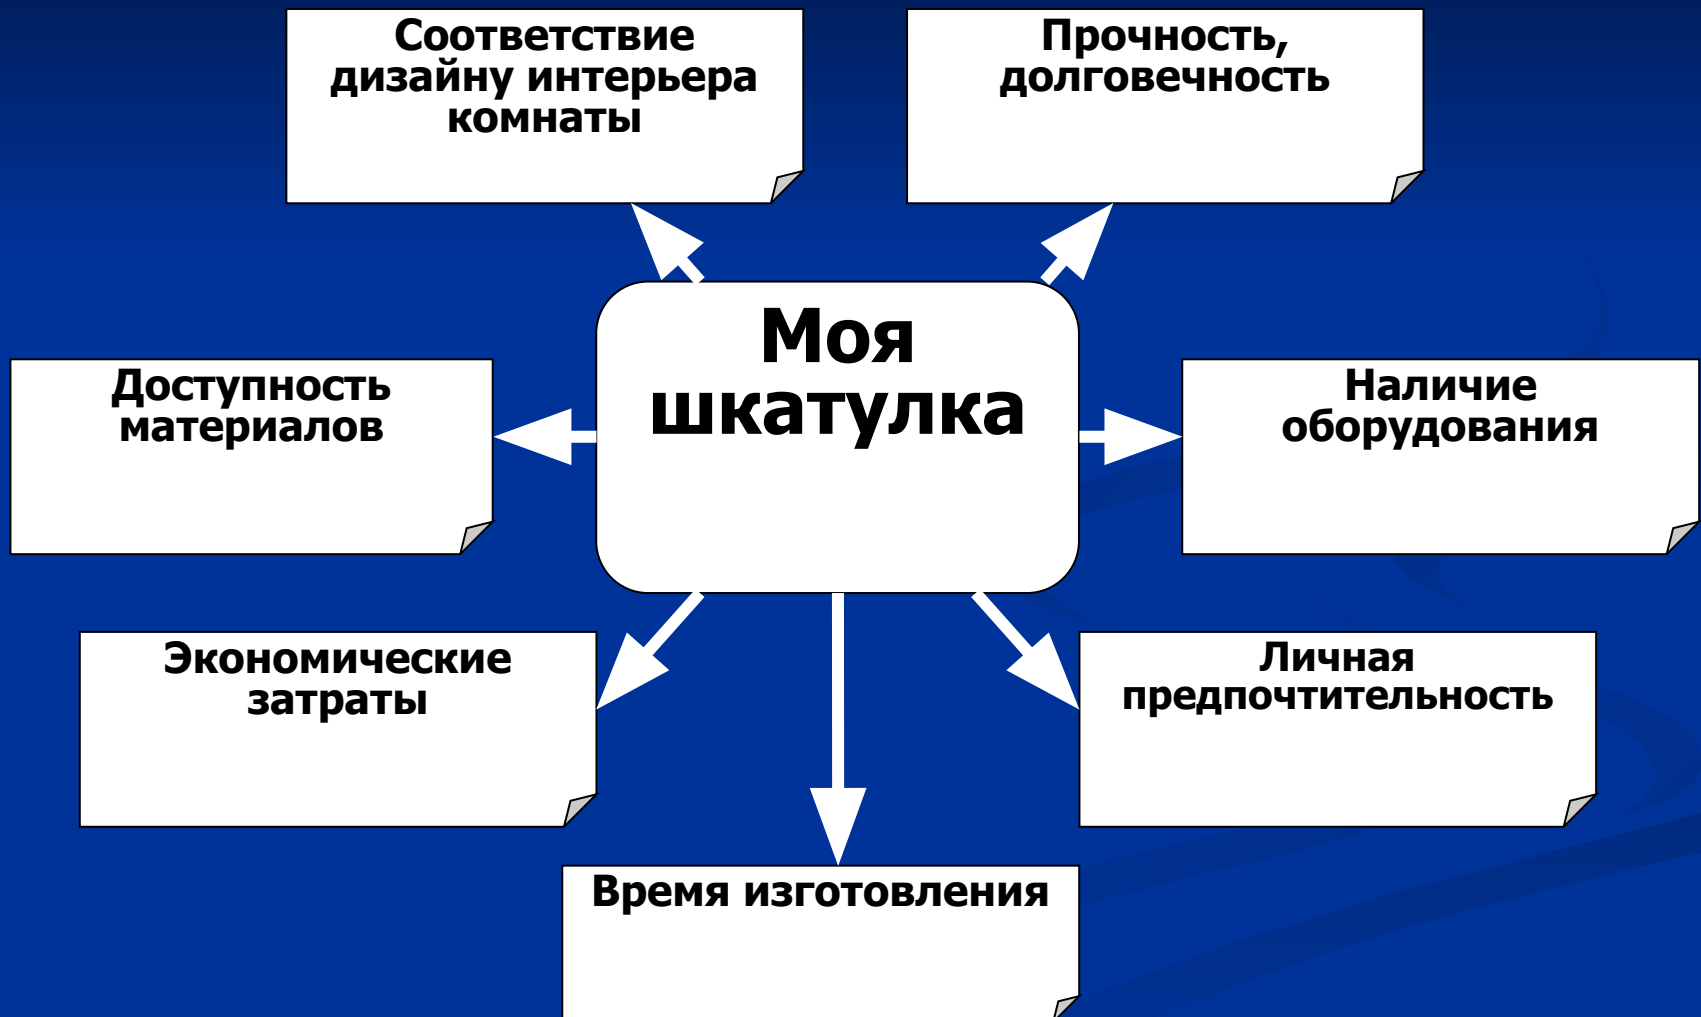 Соответствие
дизайну интерьера
комнаты
Прочность,
долговечность
Моя
шкатулка
Доступность
материалов
Наличие
оборудования
Экономические
затраты
Личная
предпочтительность
Время изготовления